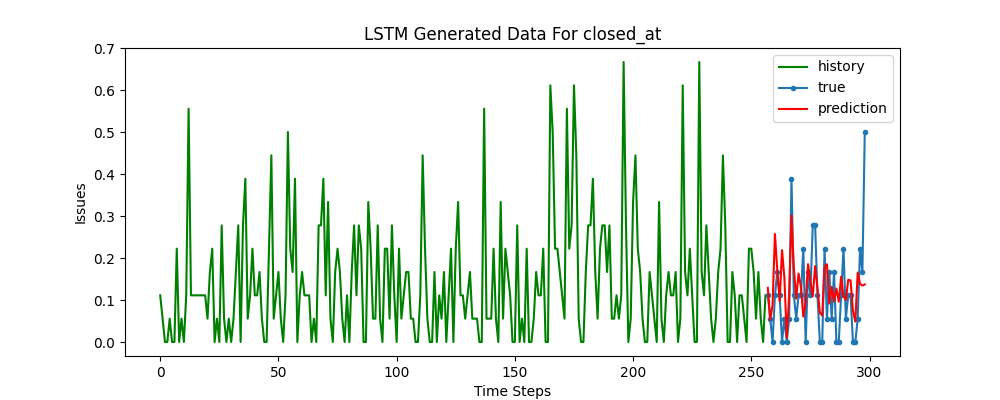 LSTM Generated Data For closed_at
0.7
0.6
0.5
0.4
0.3
0.2
0.1
0.0
Issues
history
true
prediction
0 50 100 150 200 250 300
Time Steps